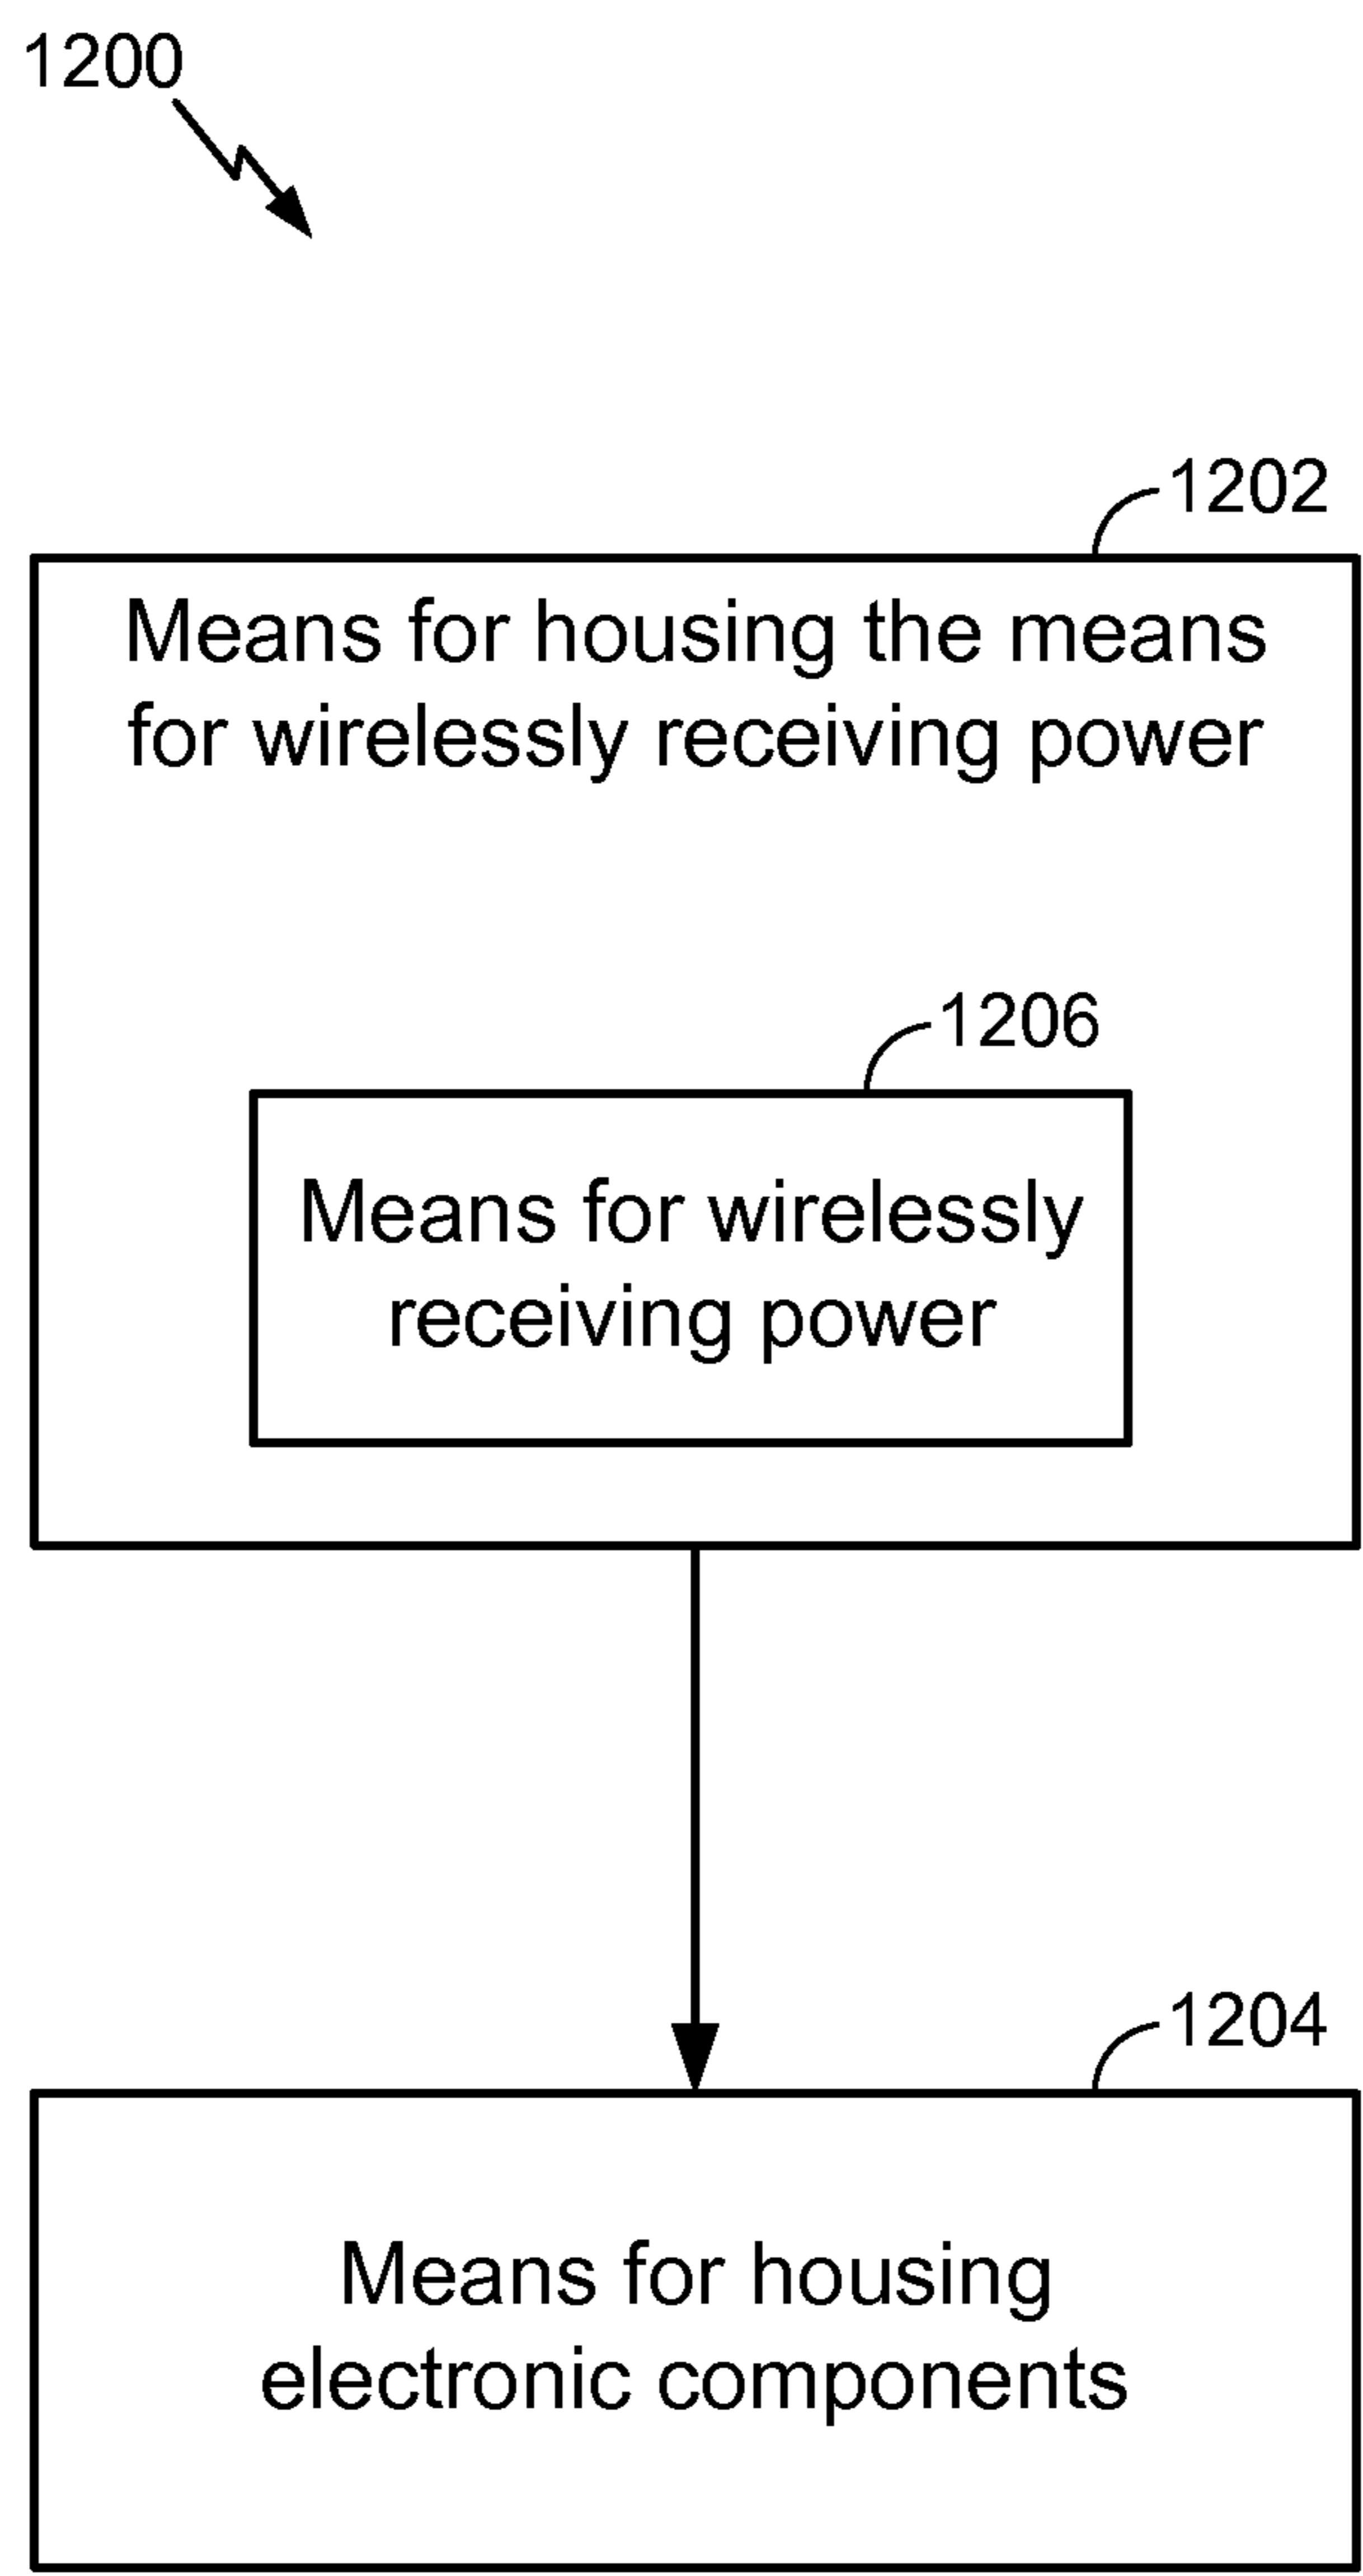 1200
1202
Means for housing the means
for wirelessly receiving power
1206
Means for wirelessly
receiving power
1204
Means for housing
electronic components